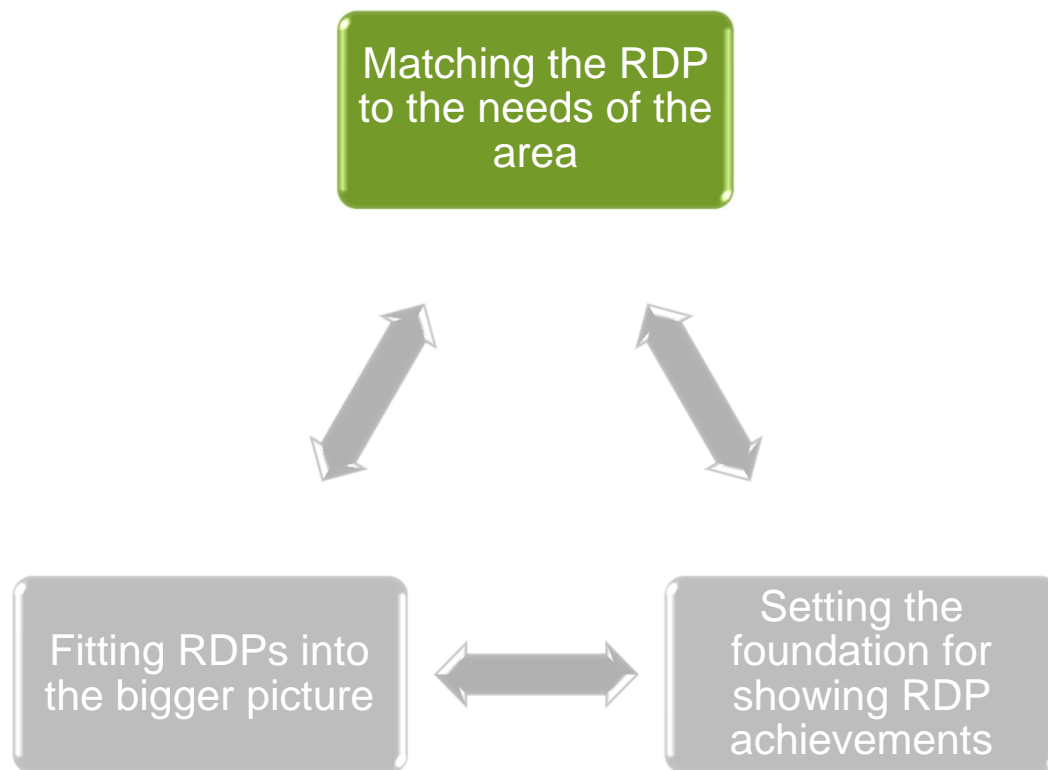 Matching the RDP
to the needs of the
area
Fitting RDPs into
the bigger picture
Setting the
foundation for
showing RDP
achievements